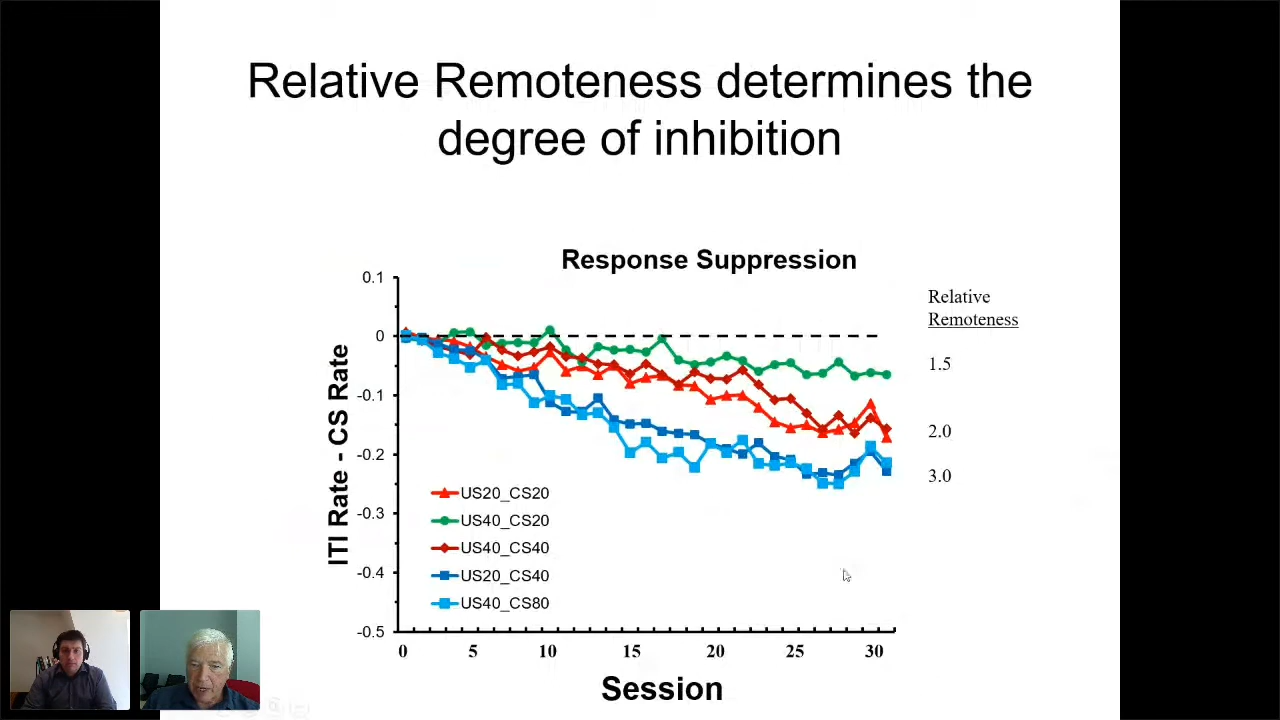 Relative Remoteness determines the
degree of inhibition
Response Suppression
Relative
Remoteness
1.5
2.0
3.0
ITI Rate - CS Rate
0.1
0
-0.1
-0.2
-0.3
-0.4
-0.5
US20_CS20
US40_CS20
US40_CS40
US20_CS40
US40_CS80
0 5 10 15 20 25 30
Session